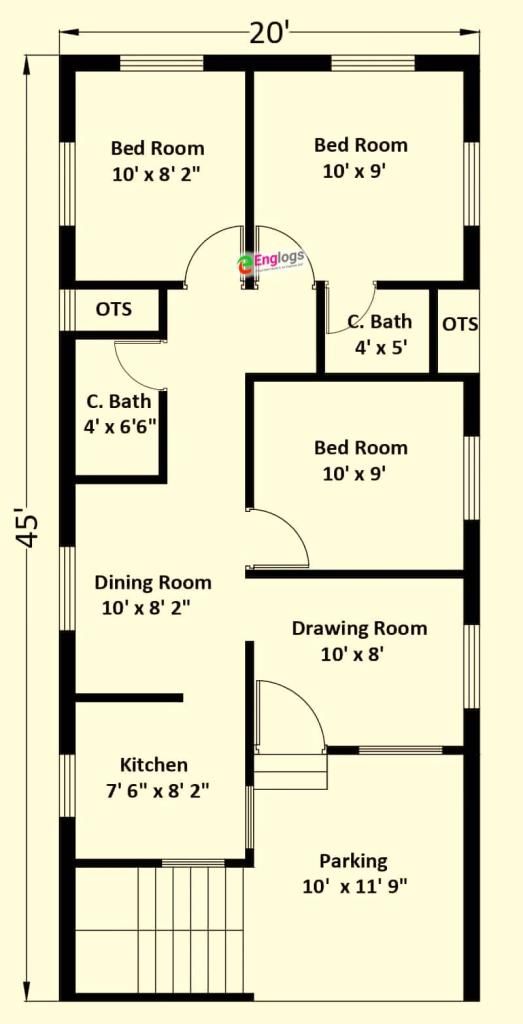 20'
45'
Bed Room
10' x 8' 2"
Bed Room
10' x 9'
Englogs
OTS
C. Bath
4' x 5'
OTS
C. Bath
4' x 6'6"
Bed Room
10' x 9'
Dining Room
10' x 8' 2"
Drawing Room
10' x 8'
Kitchen
7' 6" x 8' 2"
Parking
10' x 11' 9"